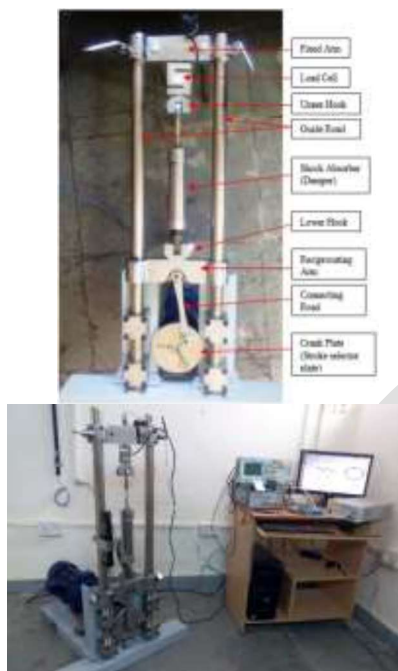 Fixed Arm
Load Cell
Upper Hook
Guide Road
Shock Absorber
(Damper)
Lower Hook
Reciprocating
Arm
Connecting
Road
Crank Plate
(Stroke selector
plate)